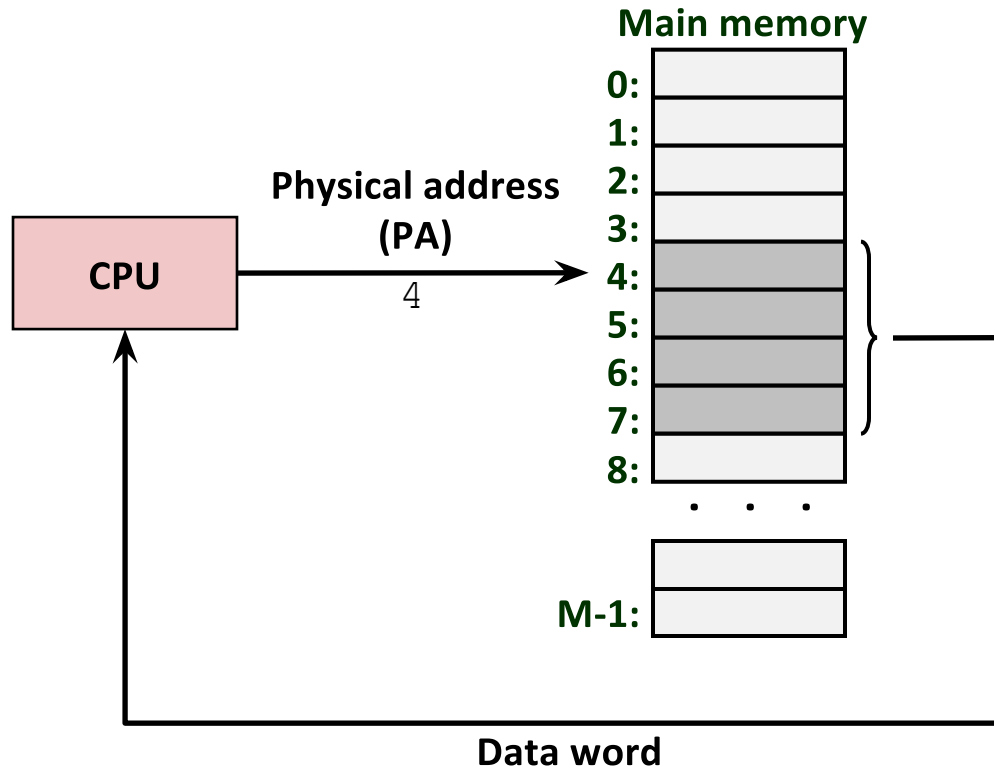 Main memory
0:
1:
Physical address
(PA)
2:
3:
CPU
4
4:
5:
6:
7:
8:
. . .
M-1:
Data word